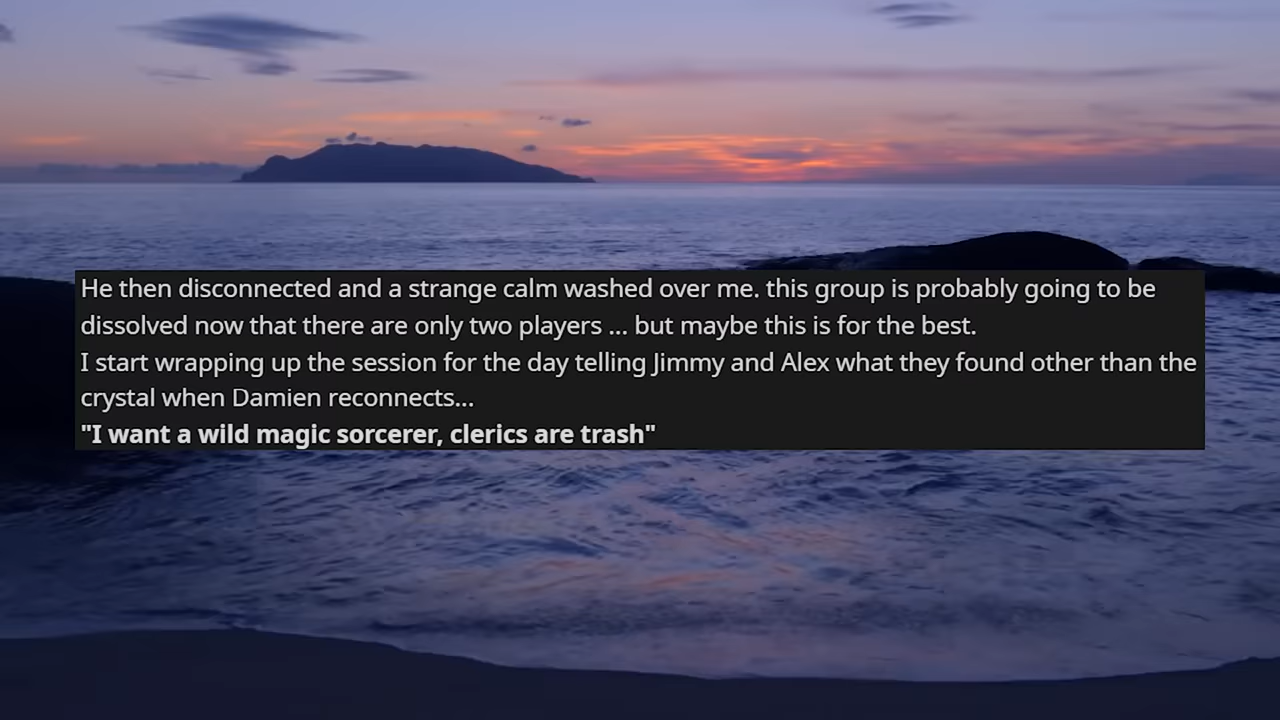 He then disconnected and a strange calm washed over me. this group is probably going to be
dissolved now that there are only two players ... but maybe this is for the best.
I start wrapping up the session for the day telling Jimmy and Alex what they found other than the
crystal when Damien reconnects...
"I want a wild magic sorcerer, clerics are trash"